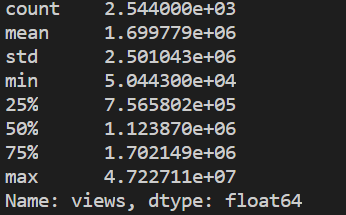 count    2.544000e+03
mean     1.699779e+06
std      2.501043e+06
min      5.044300e+04
25%      7.565802e+05
50%      1.123870e+06
75%      1.702149e+06
max      4.722711e+07
Name: views, dtype: float64